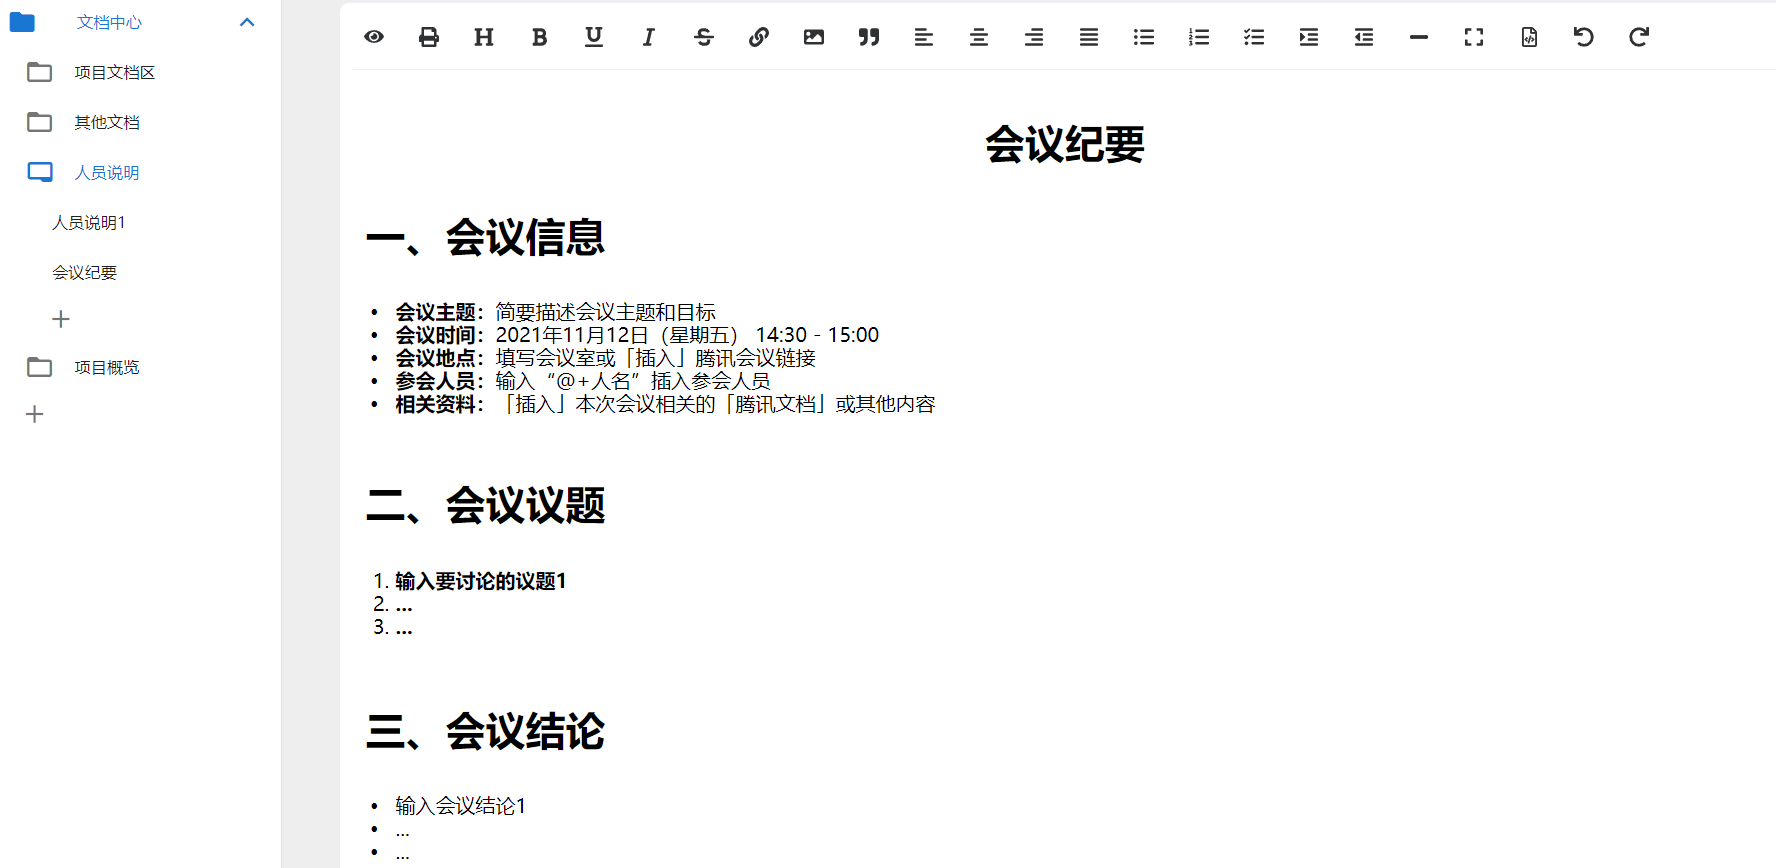 文档中心
项目文档区
其他文档
人员说明
人员说明1
会议纪要
项目概览
会议纪要
一、会议信息
• 会议主题：简要描述会议主题和目标
• 会议时间：2021年11月12日（星期五） 14:30 - 15:00
• 会议地点：填写会议室或「插入」腾讯会议链接
• 参会人员：输入“@+人名”插入参会人员
• 相关资料：「插入」本次会议相关的「腾讯文档」或其他内容
二、会议议题
1. 输入要讨论的议题1
2. ...
3. ...
三、会议结论
• 输入会议结论1
• ...
• ...